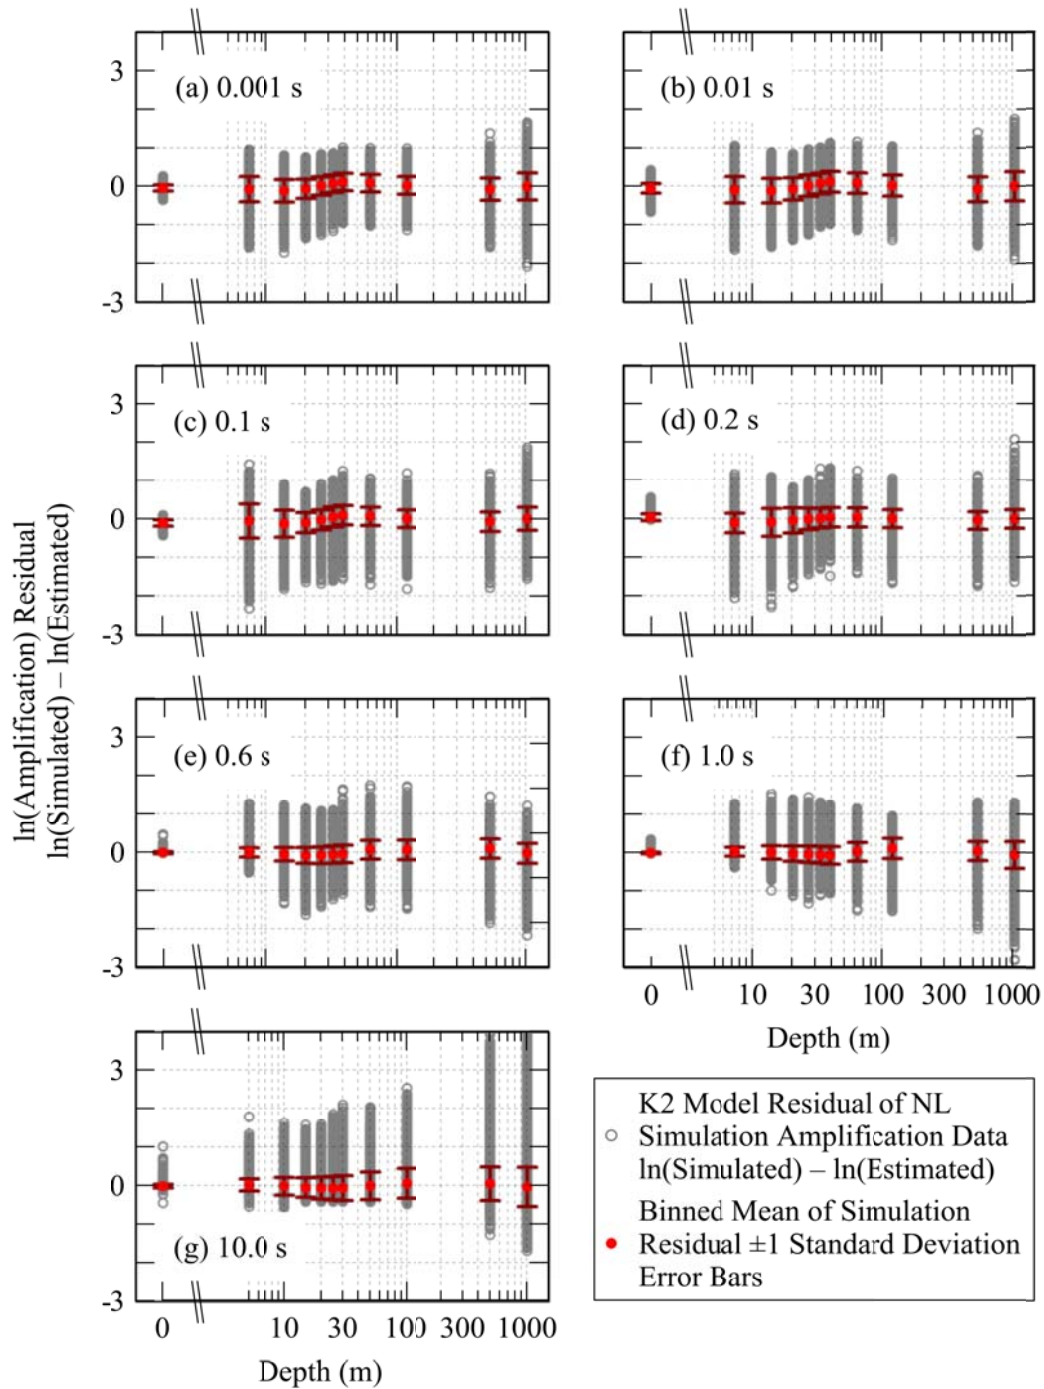 (a) 0.001 s
(b) 0.01 s
3
0
-3
3
0
-3
(c) 0.1 s
(d) 0.2 s
3
0
-3
3
0
-3
ln(Amplification) Residual
ln(Simulated) – ln(Estimated)
(e) 0.6 s
(f) 1.0 s
3
0
-3
3
0
-3
0 10 30 100 300 1000
Depth (m)
3
0
-3
(g) 10.0 s
0 10 30 100 300 1000
Depth (m)
K2 Model Residual of NL
Simulation Amplification Data
ln(Simulated) – ln(Estimated)
Binned Mean of Simulation
Residual ±1 Standard Deviation
Error Bars